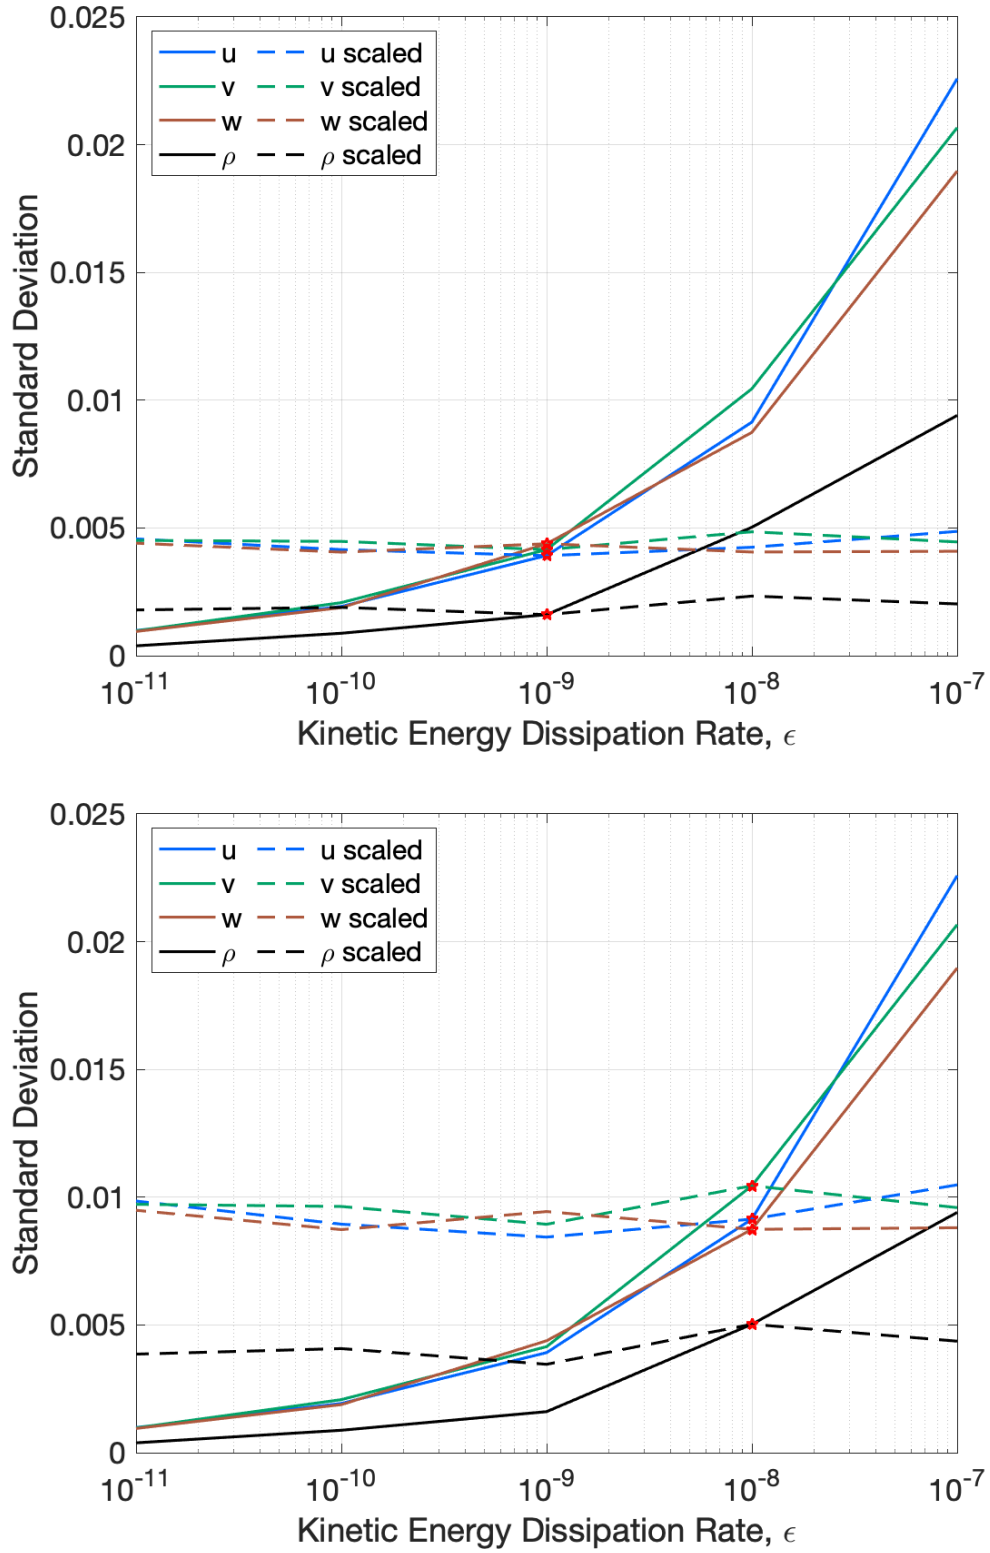 0.025
0.02
0.015
0.01
0.005
0
Standard Deviation
u u scaled
v v scaled
w w scaled
ρ ρ scaled
10⁻¹¹ 10⁻¹⁰ 10⁻⁹ 10⁻⁸ 10⁻⁷
Kinetic Energy Dissipation Rate, ϵ
0.025
0.02
0.015
0.01
0.005
0
Standard Deviation
u u scaled
v v scaled
w w scaled
ρ ρ scaled
10⁻¹¹ 10⁻¹⁰ 10⁻⁹ 10⁻⁸ 10⁻⁷
Kinetic Energy Dissipation Rate, ϵ